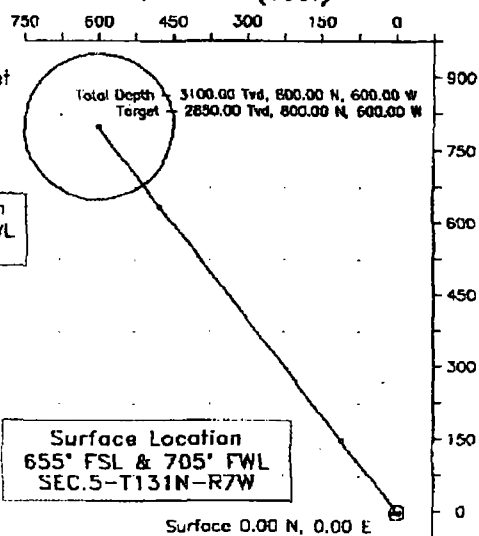 750 600 450 300 150 0
900
Total Depth - 3100.00 Tvd, 800.00 N, 600.00 W
Target - 2850.00 Tvd, 800.00 N, 600.00 W
750
600
450
300
Surface Location
655' FSL & 705' FWL
SEC.5-T131N-R7W
150
0
Surface 0.00 N, 0.00 E